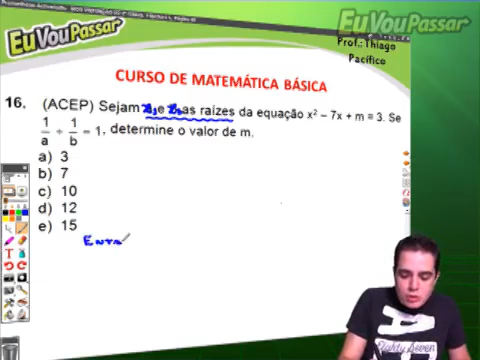 EuVouPassar
EuVouPassar
Prof.: Thiago
Pacífico
CURSO DE MATEMÁTICA BÁSICA
16. (ACEP) Sejam e as raízes da equação x² – 7x + m = 3. Se
1/a + 1/b = 1, determine o valor de m.
a) 3
b) 7
c) 10
d) 12
e) 15